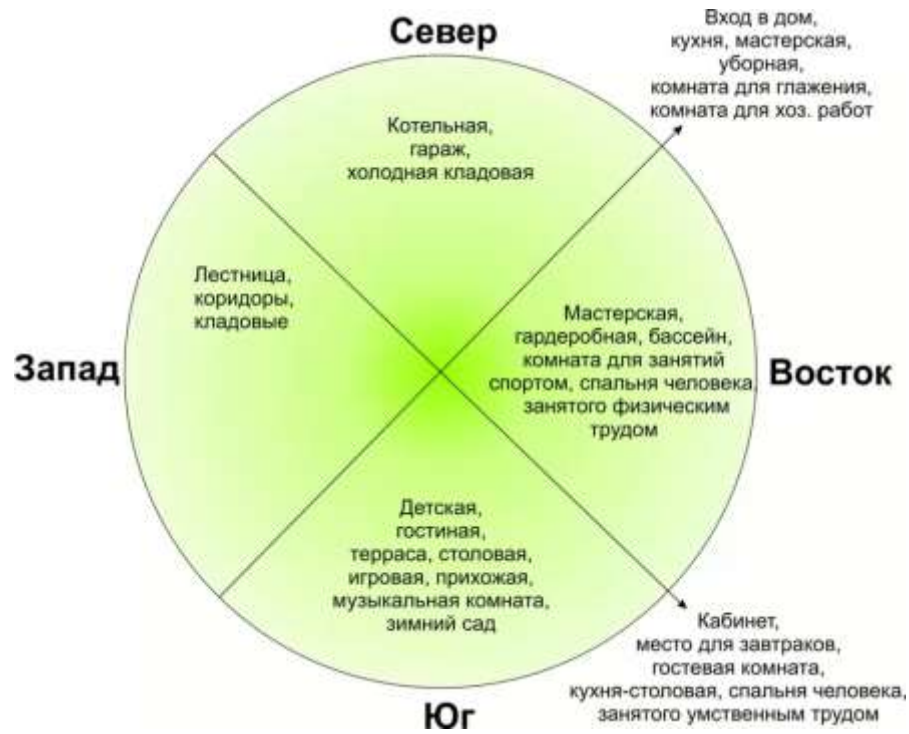 Север
Вход в дом,
кухня, мастерская,
уборная,
комната для глажения,
комната для хоз. работ
Котельная,
гараж,
холодная кладовая
Лестница,
коридоры,
кладовые
Мастерская,
гардеробная, бассейн,
комната для занятий
спортом, спальня человека
занятого физическим
трудом
Запад
Восток
Детская,
гостиная,
терраса, столовая,
игровая, прихожая,
музыкальная комната,
зимний сад
Кабинет,
место для завтраков,
гостевая комната,
кухня-столовая, спальня человека,
занятого умственным трудом
Юг